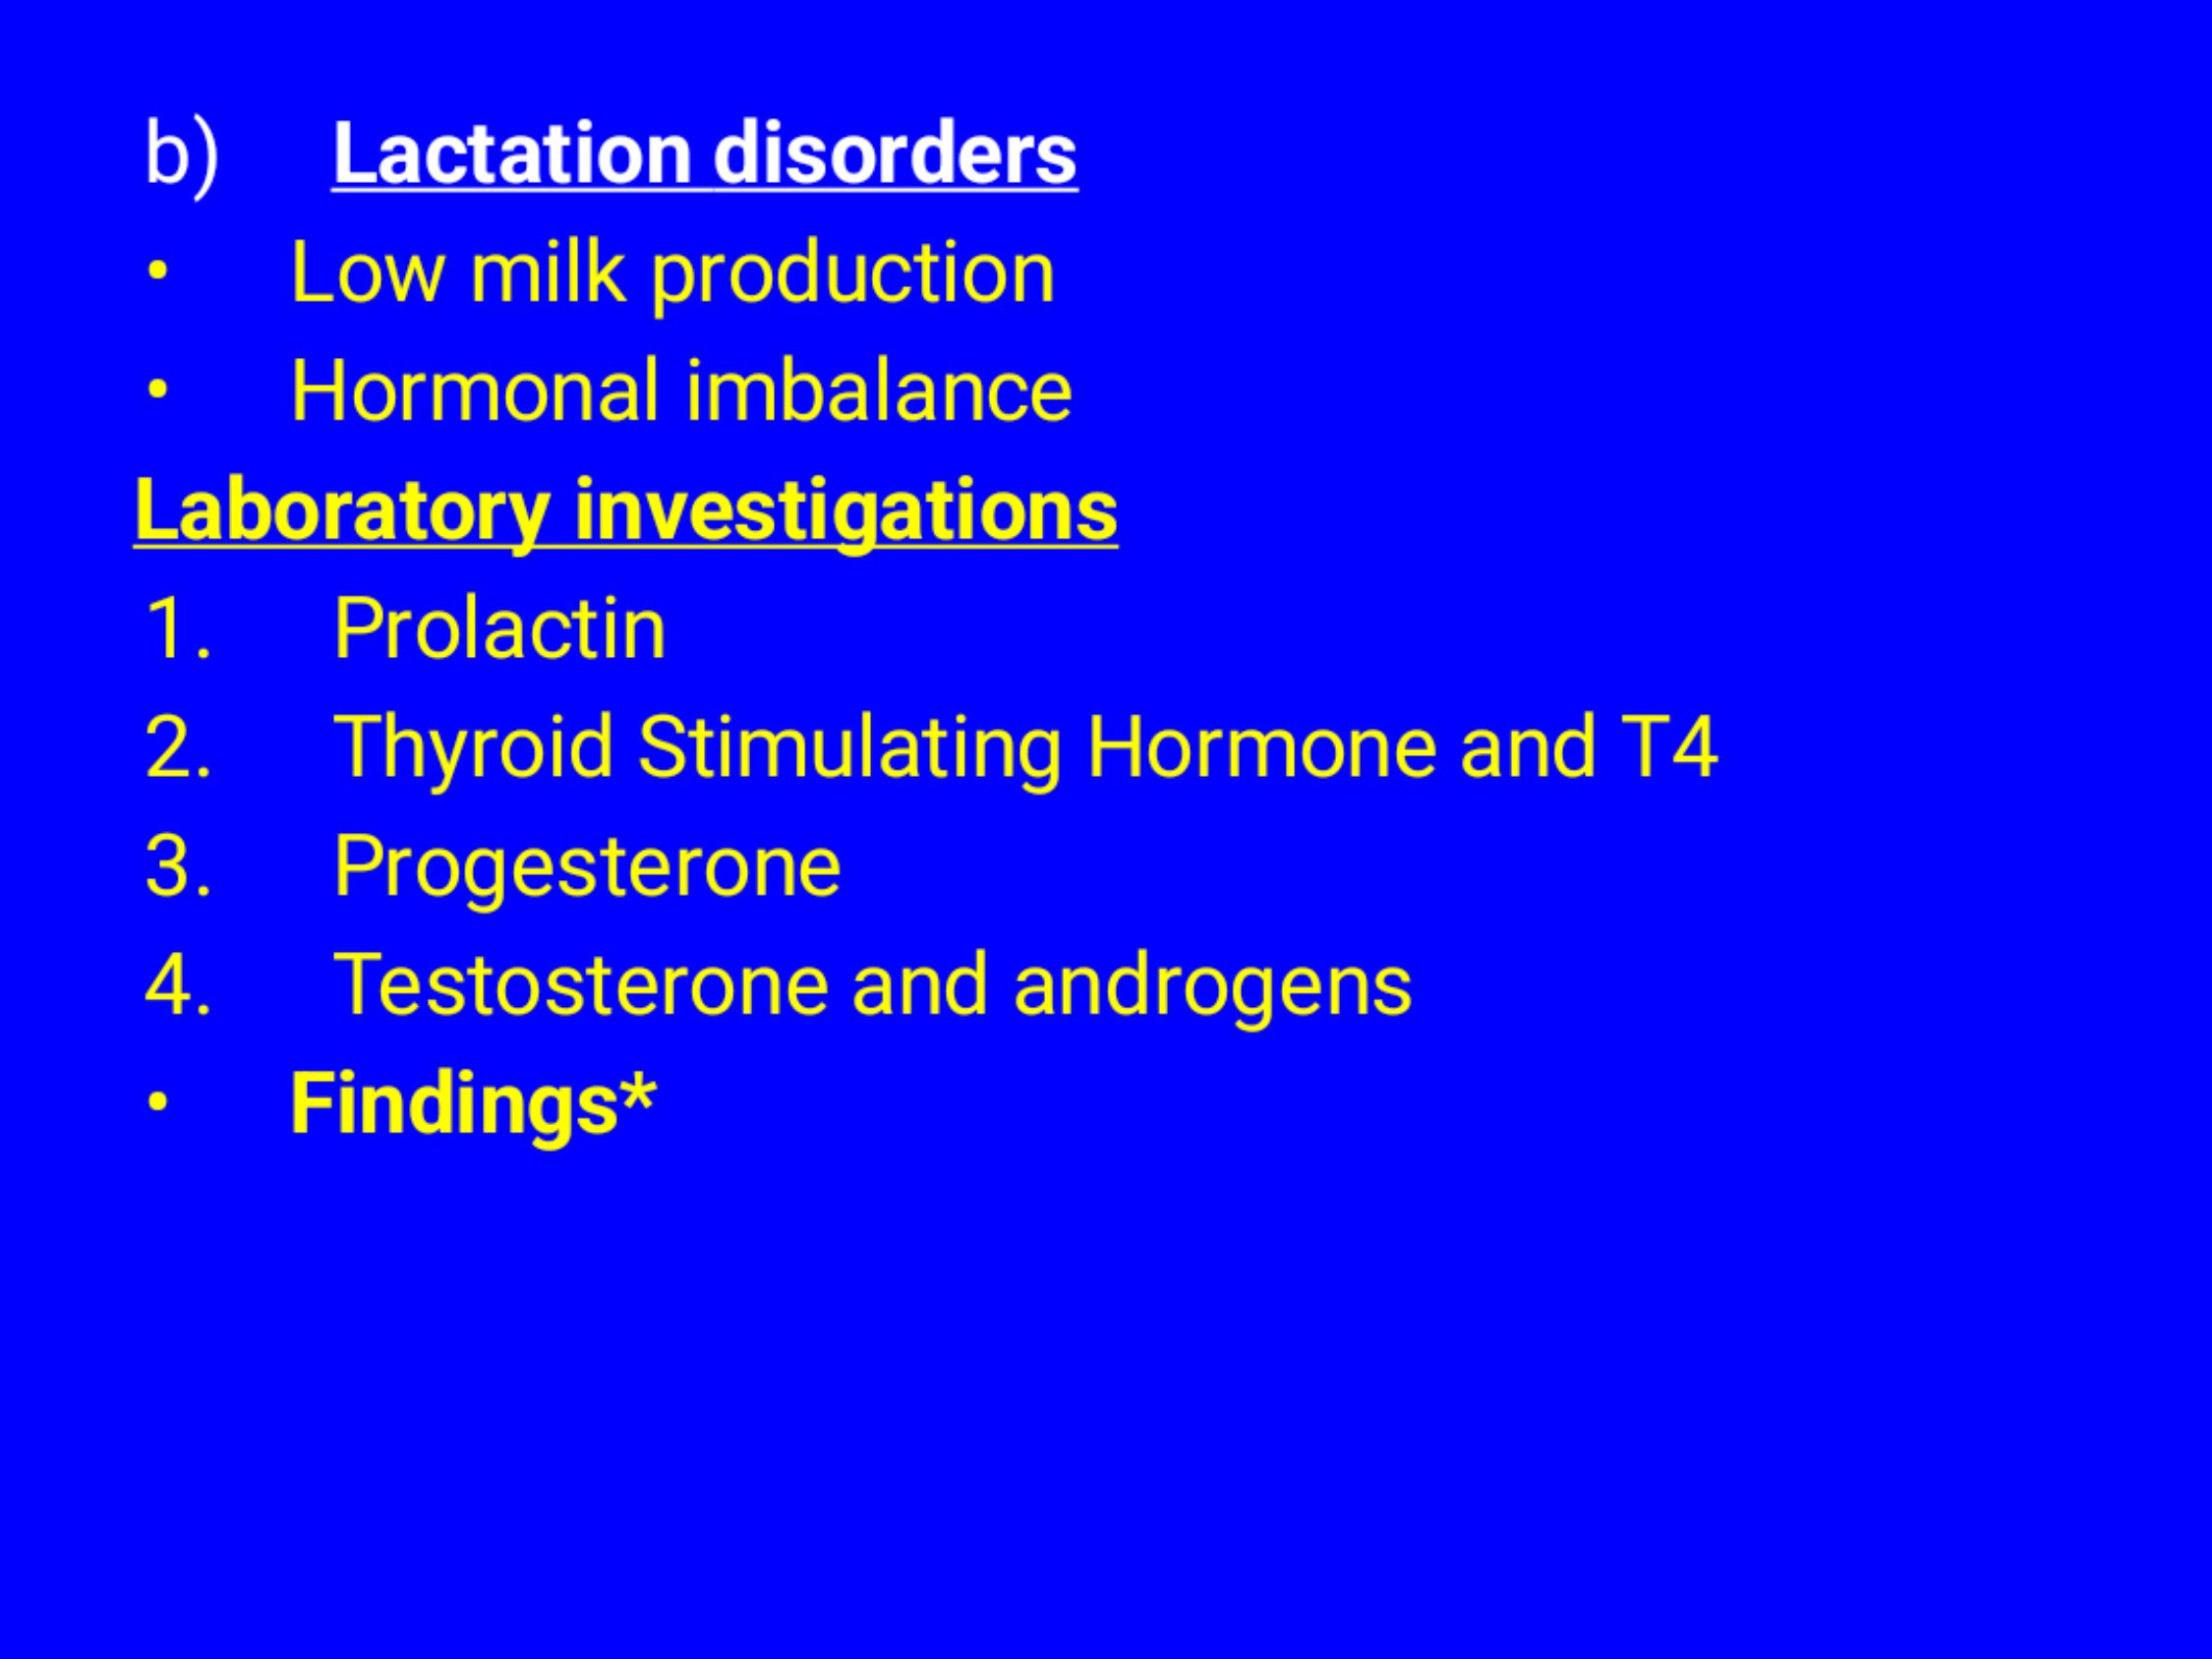 b) Lactation disorders
• Low milk production
• Hormonal imbalance
Laboratory investigations
1. Prolactin
2. Thyroid Stimulating Hormone and T4
3. Progesterone
4. Testosterone and androgens
• Findings*